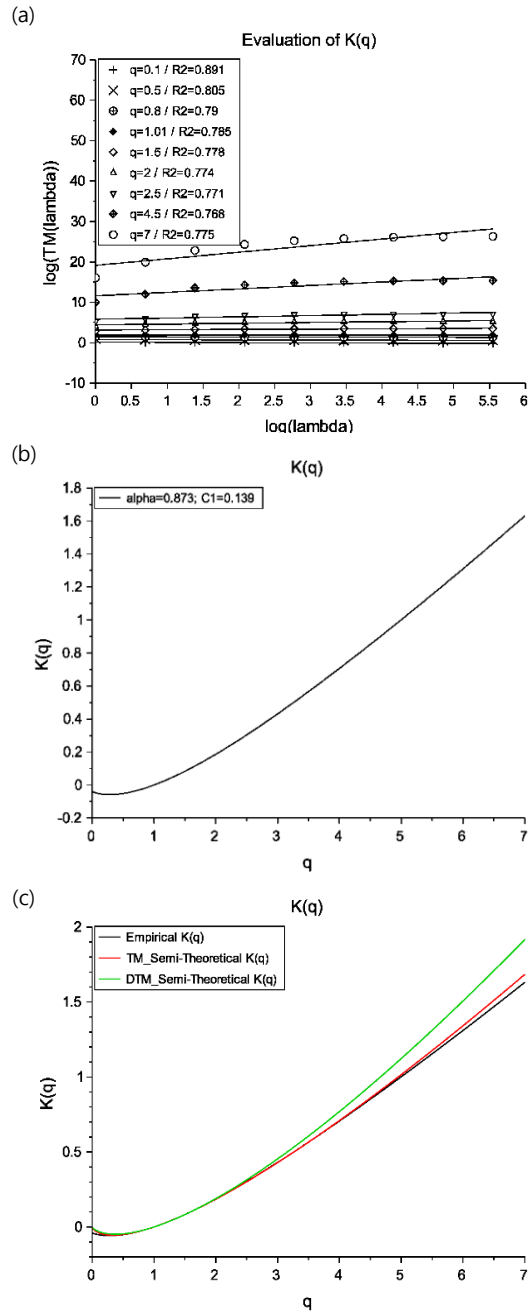 (a)
Evaluation of K(q)
q=0.1 / R2=0.891
q=0.5 / R2=0.805
q=0.8 / R2=0.79
q=1.01 / R2=0.785
q=1.5 / R2=0.778
q=2 / R2=0.774
q=2.5 / R2=0.771
q=4.5 / R2=0.768
q=7 / R2=0.775
log(TM(lambda))
70
60
50
40
30
20
10
0
-10
0 0.5 1 1.5 2 2.5 3 3.5 4 4.5 5 5.5 6
log(lambda)
(b)
K(q)
alpha=0.873; C1=0.139
K(q)
1.8
1.6
1.4
1.2
1
0.8
0.6
0.4
0.2
0
-0.2
0 1 2 3 4 5 6 7
q
(c)
K(q)
Empirical K(q)
TM_Semi-Theoretical K(q)
DTM_Semi-Theoretical K(q)
K(q)
2
1.5
1
0.5
0
0 1 2 3 4 5 6 7
q